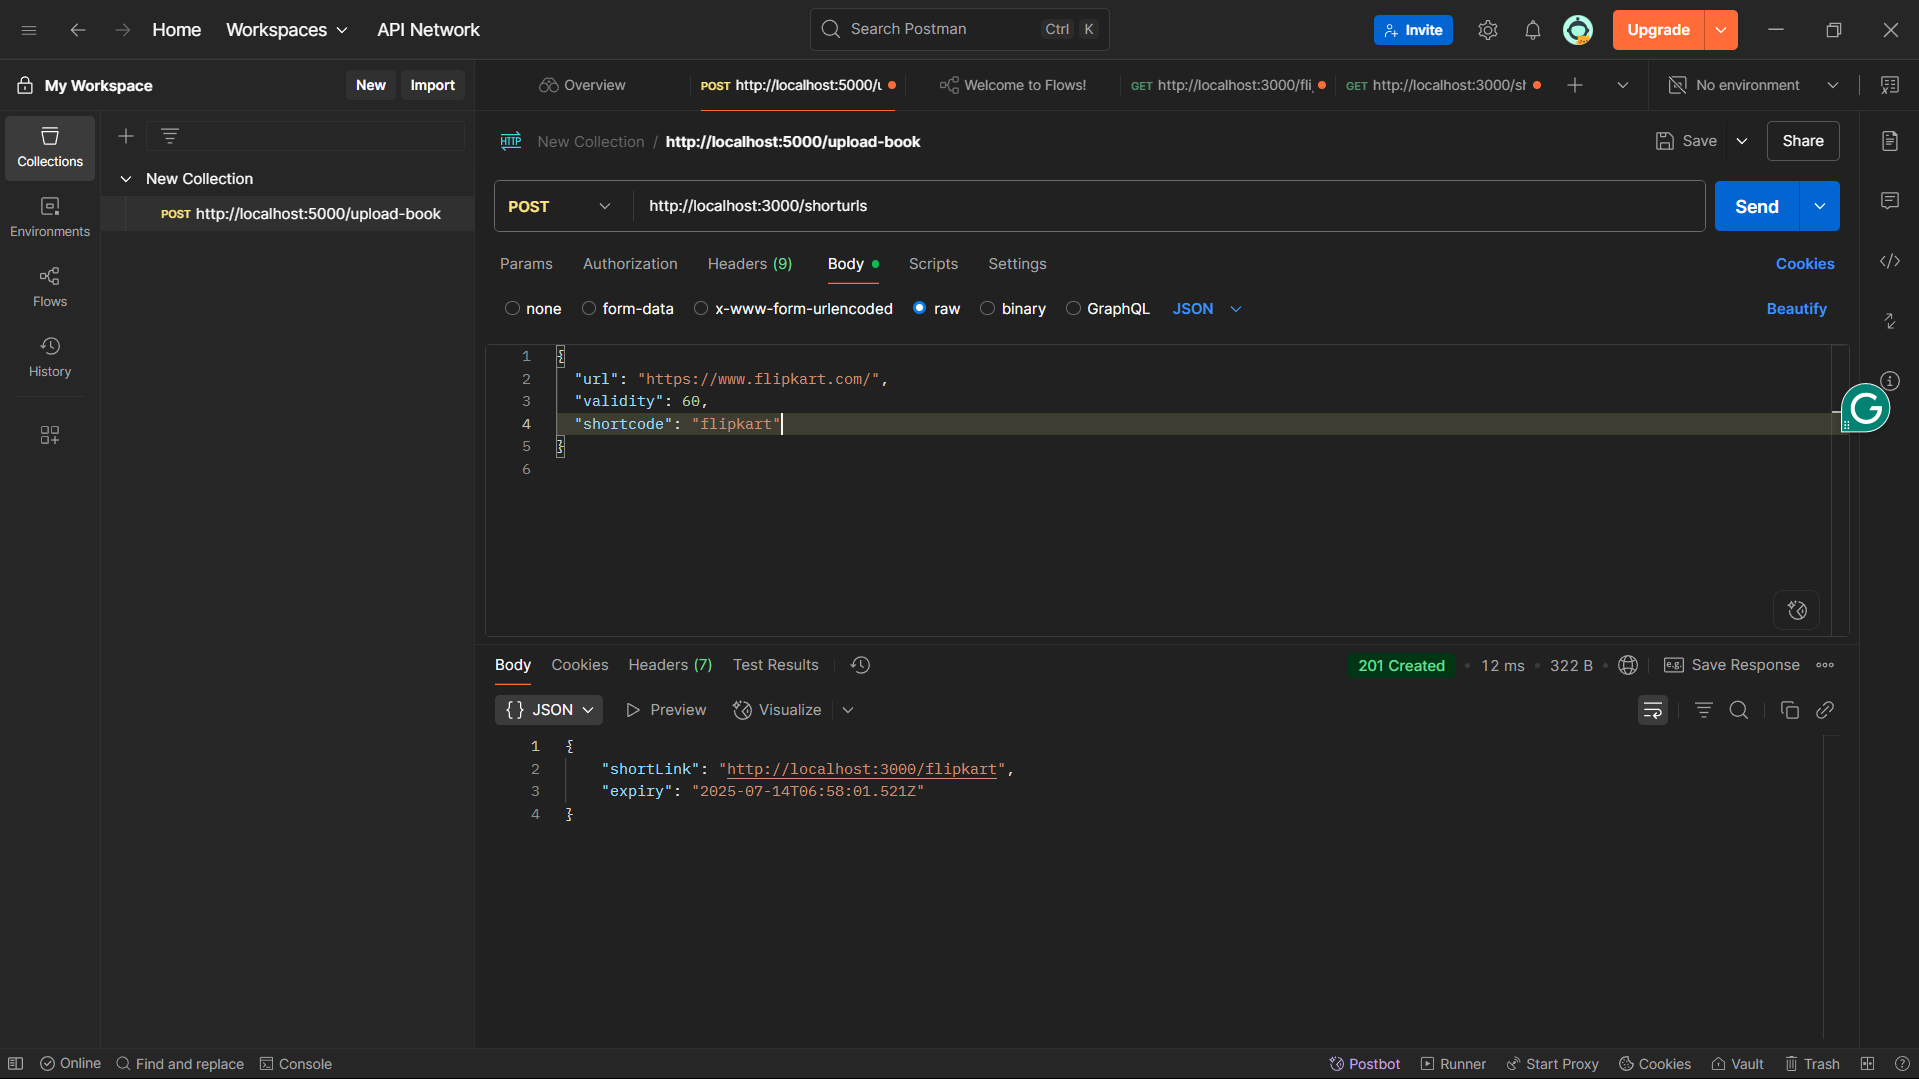 Home
Workspaces
API Network
Search Postman
Ctrl K
Invite
Upgrade
My Workspace
New
Import
Overview
POST http://localhost:5000/u
Welcome to Flows!
GET http://localhost:3000/fli
GET http://localhost:3000/sh
No environment
Collections
Environments
Flows
History
New Collection
POST http://localhost:5000/upload-book
HTTP New Collection / http://localhost:5000/upload-book
Save
Share
POST
http://localhost:3000/shorturls
Send
Params
Authorization
Headers (9)
Body
Scripts
Settings
Cookies
none
form-data
x-www-form-urlencoded
raw
binary
GraphQL
JSON
Beautify
1 {
2 "url": "https://www.flipkart.com/",
3 "validity": 60,
4 "shortcode": "flipkart"
5 }
6
G
Body
Cookies
Headers (7)
Test Results
201 Created • 12 ms • 322 B •
e.g. Save Response
{} JSON
Preview
Visualize
1 {
2 "shortLink": "http://localhost:3000/flipkart",
3 "expiry": "2025-07-14T06:58:01.521Z"
4 }
Online
Find and replace
Console
Postbot
Runner
Start Proxy
Cookies
Vault
Trash